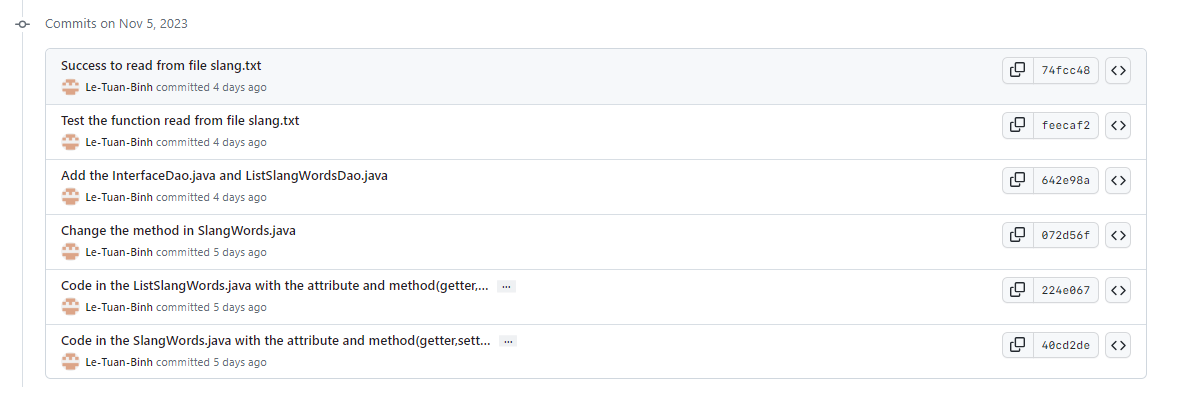 Commits on Nov 5, 2023
Success to read from file slang.txt
74fcc48
Le-Tuan-Binh committed 4 days ago
Test the function read from file slang.txt
feecaf2
Le-Tuan-Binh committed 4 days ago
Add the InterfaceDao.java and ListSlangWordsDao.java
642e98a
Le-Tuan-Binh committed 4 days ago
Change the method in SlangWords.java
072d56f
Le-Tuan-Binh committed 5 days ago
Code in the ListSlangWords.java with the attribute and method(getter,... ...
224e067
Le-Tuan-Binh committed 5 days ago
Code in the SlangWords.java with the attribute and method(getter,sett... ...
40cd2de
Le-Tuan-Binh committed 5 days ago